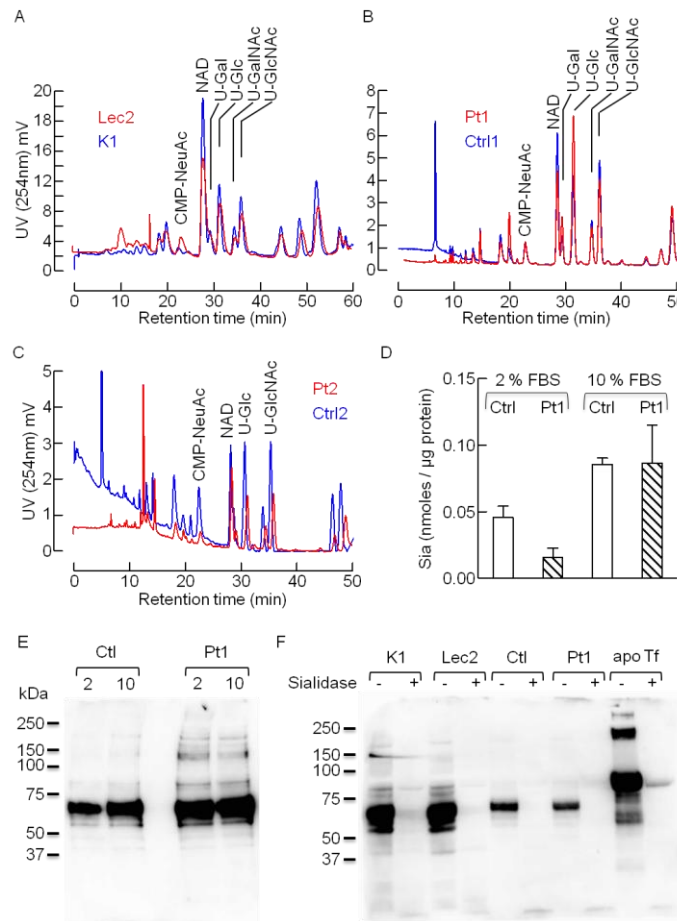 A
Lec2
K1
UV (254nm) mV
20
16
12
8
4
0
CMP-NeuAc
NAD
U-Gal
U-Glc
U-GalNAc
U-GlcNAc
0 10 20 30 40 50 60
Retention time (min)
B
Pt1
Ctrl1
8
7
6
5
4
3
2
1
0
CMP-NeuAc
NAD
U-Gal
U-Glc
U-GalNAc
U-GlcNAc
0 10 20 30 40 50
Retention time (min)
C
Pt2
Ctrl2
UV (254nm) mV
5
4
3
2
1
0
CMP-NeuAc
NAD
U-Glc
U-GlcNAc
0 10 20 30 40 50
Retention time (min)
D
2 % FBS 10 % FBS
Ctrl Pt1 Ctrl Pt1
Sia (nmoles / µg protein)
0.15
0.10
0.05
0.00
E
Ctl Pt1
2 10 2 10
kDa
250
150
100
75
50
37
F
K1 Lec2 Ctl Pt1 apo Tf
Sialidase - + - + - + - + - +
250
150
100
75
50
37